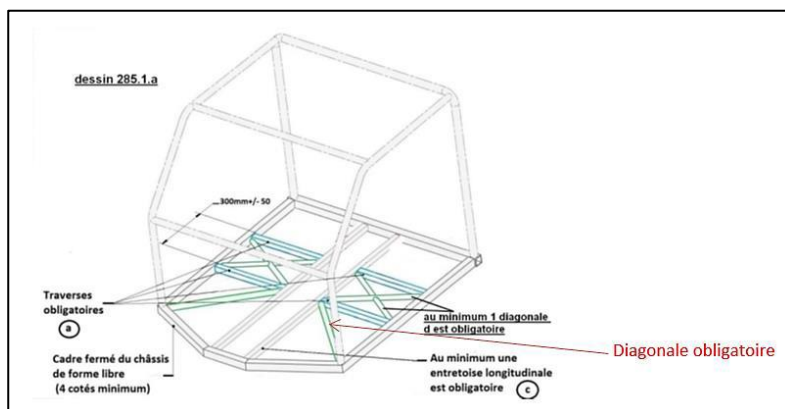 dessin 285.1.a
300mm+/- 50
Traverses
obligatoires
a
au minimum 1 diagonale
d est obligatoire
Diagonale obligatoire
Cadre fermé du châssis
de forme libre
(4 cotés minimum)
Au minimum une
entretoise longitudinale
est obligatoire
c